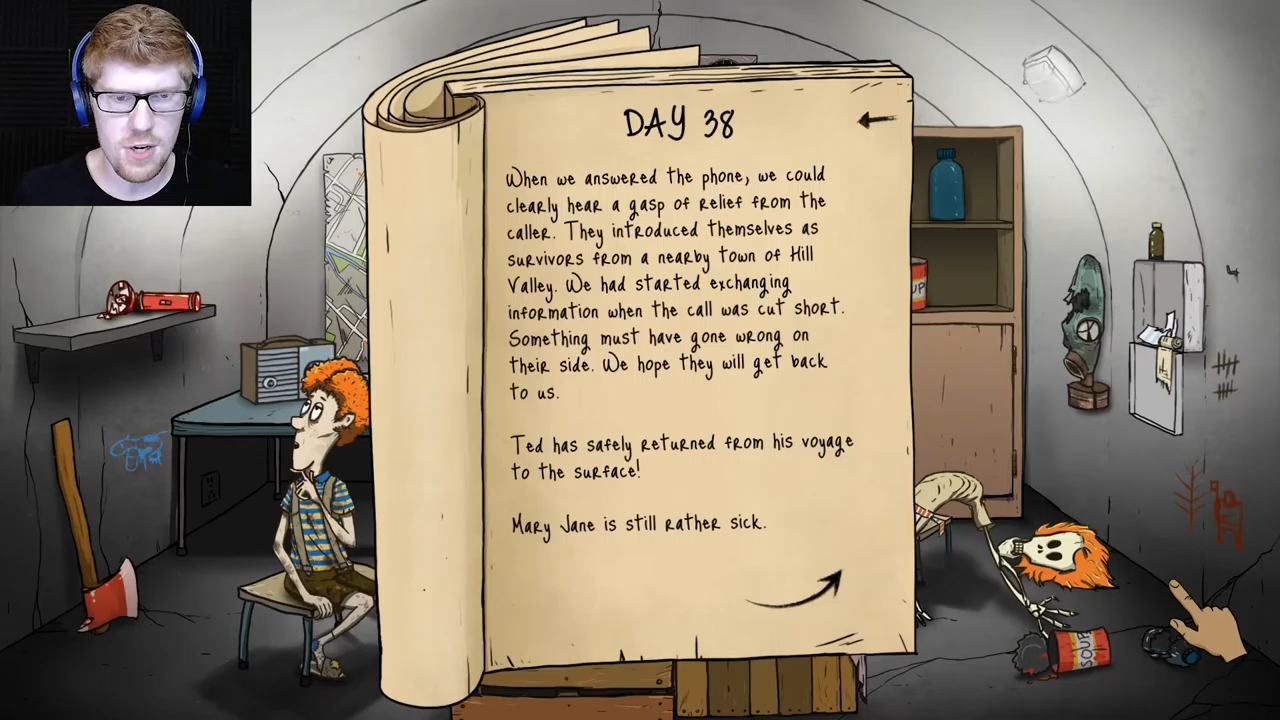 DAY 38
When we answered the phone, we could
clearly hear a gasp of relief from the
caller. They introduced themselves as
survivors from a nearby town of Hill
Valley. We had started exchanging
information when the call was cut short.
Something must have gone wrong on
their side. We hope they will get back
to us.
Ted has safely returned from his voyage
to the surface!
Mary Jane is still rather sick.
UP
SOUP